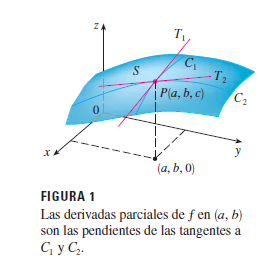 z
T₁
C₁
S
T₂
P(a, b, c)
C₂
0
x
y
(a, b, 0)
FIGURA 1
Las derivadas parciales de f en (a, b)
son las pendientes de las tangentes a
C₁ y C₂.